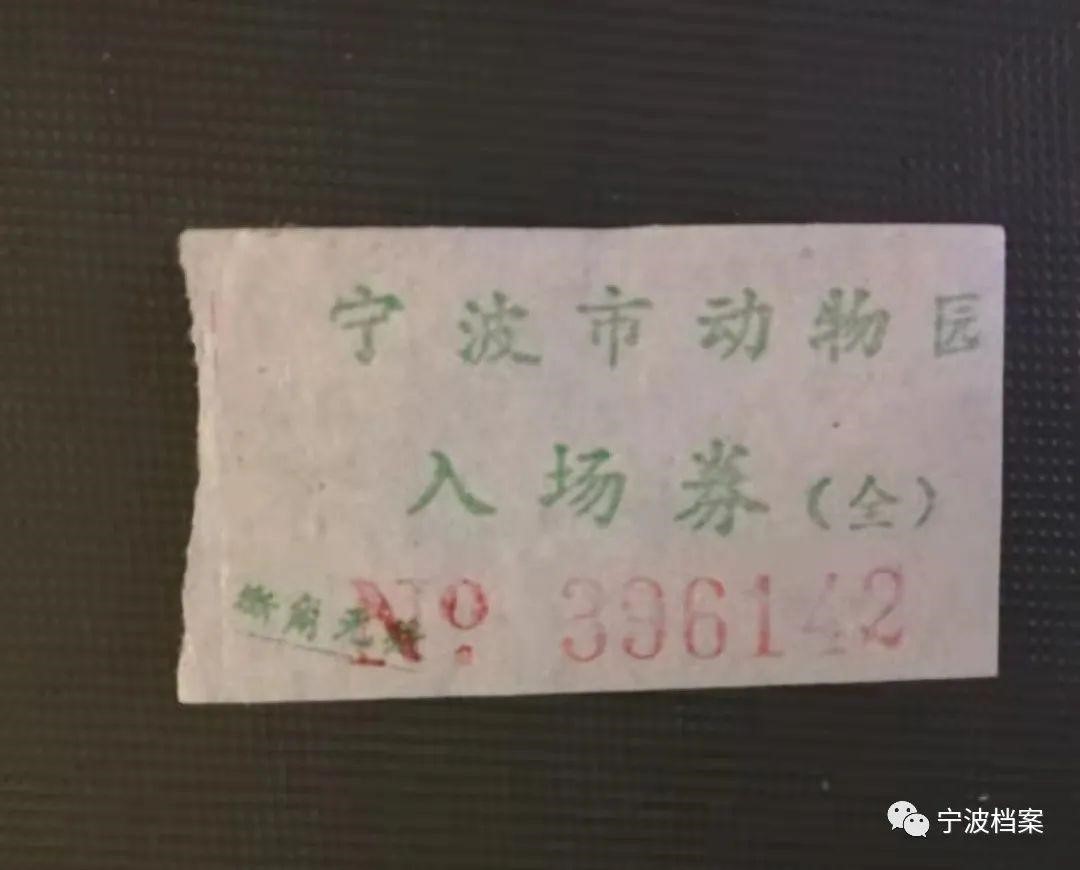 宁波市动物园
入场券（全）
撕角无效
No: 396142
宁波档案